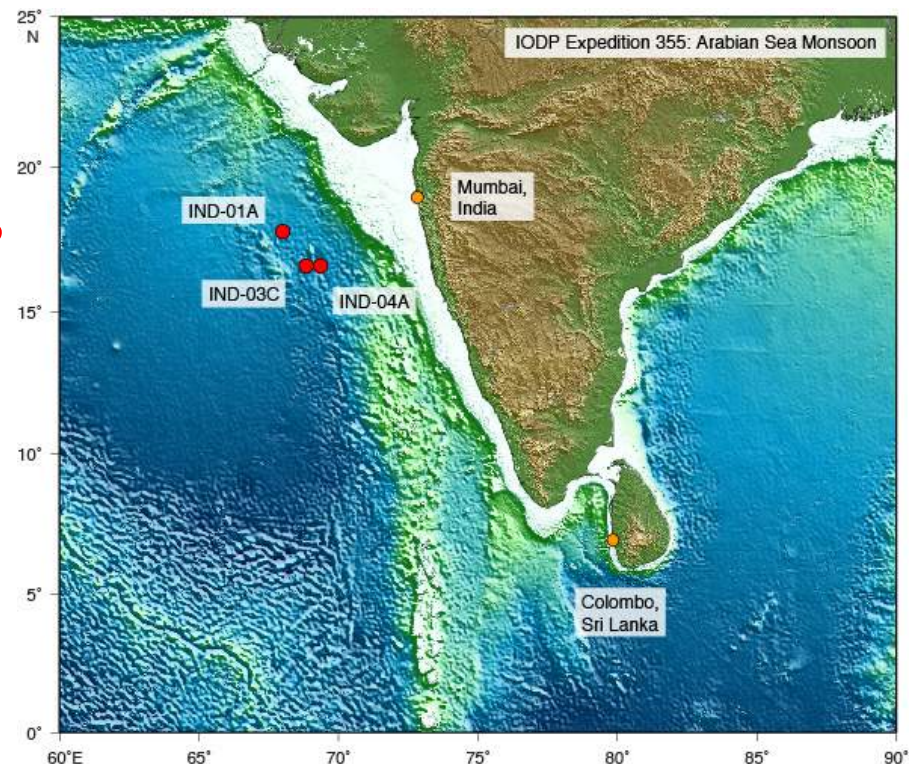 25°
N
IODP Expedition 355: Arabian Sea Monsoon
20°
Mumbai,
India
IND-01A
IND-03C
IND-04A
15°
10°
5°
Colombo,
Sri Lanka
0°
60°E
65°
70°
75°
80°
85°
90°